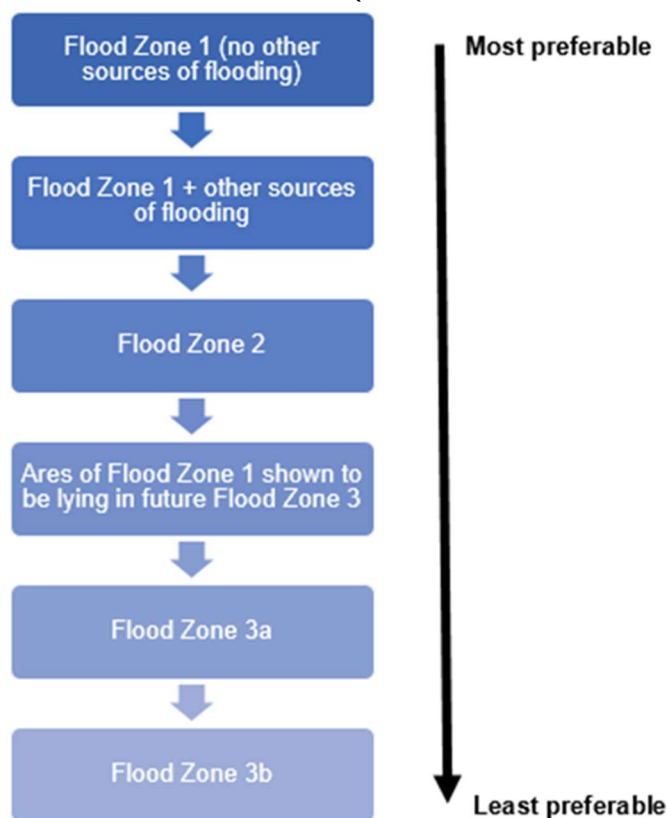 Flood Zone 1 (no other
sources of flooding)
Most preferable
Flood Zone 1 + other sources
of flooding
Flood Zone 2
Ares of Flood Zone 1 shown to
be lying in future Flood Zone 3
Flood Zone 3a
Flood Zone 3b
Least preferable